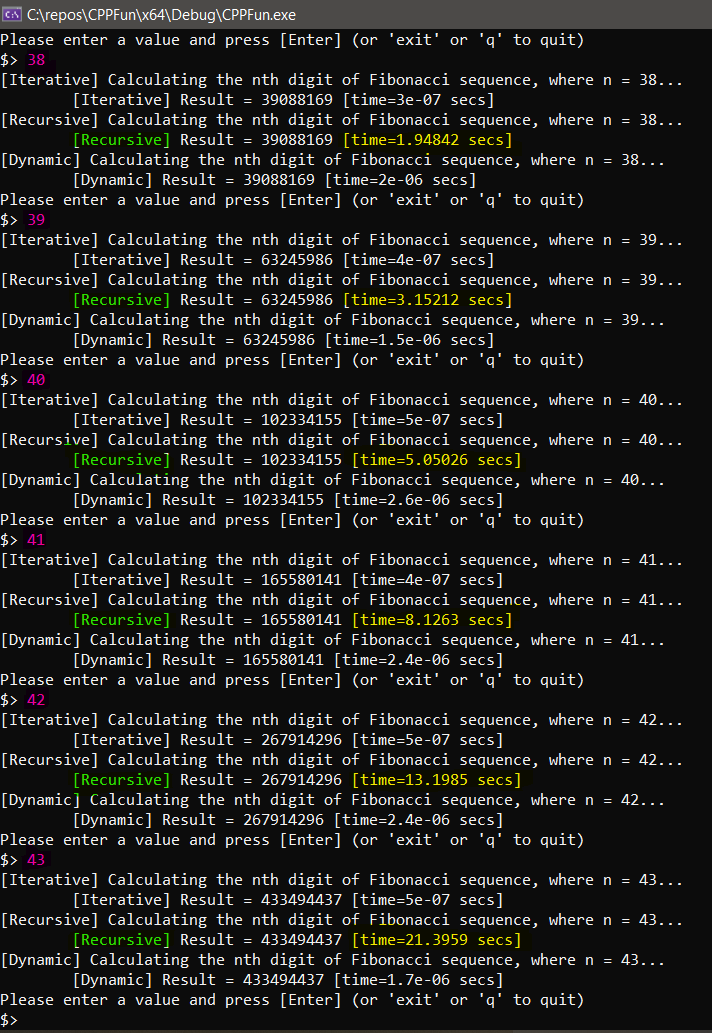 C:\repos\CPPFun\x64\Debug\CPPFun.exe
Please enter a value and press [Enter] (or 'exit' or 'q' to quit)
$> 38
[Iterative] Calculating the nth digit of Fibonacci sequence, where n = 38...
[Iterative] Result = 39088169 [time=3e-07 secs]
[Recursive] Calculating the nth digit of Fibonacci sequence, where n = 38...
[Recursive] Result = 39088169 [time=1.94842 secs]
[Dynamic] Calculating the nth digit of Fibonacci sequence, where n = 38...
[Dynamic] Result = 39088169 [time=2e-06 secs]
Please enter a value and press [Enter] (or 'exit' or 'q' to quit)
$> 39
[Iterative] Calculating the nth digit of Fibonacci sequence, where n = 39...
[Iterative] Result = 63245986 [time=4e-07 secs]
[Recursive] Calculating the nth digit of Fibonacci sequence, where n = 39...
[Recursive] Result = 63245986 [time=3.15212 secs]
[Dynamic] Calculating the nth digit of Fibonacci sequence, where n = 39...
[Dynamic] Result = 63245986 [time=1.5e-06 secs]
Please enter a value and press [Enter] (or 'exit' or 'q' to quit)
$> 40
[Iterative] Calculating the nth digit of Fibonacci sequence, where n = 40...
[Iterative] Result = 102334155 [time=5e-07 secs]
[Recursive] Calculating the nth digit of Fibonacci sequence, where n = 40...
[Recursive] Result = 102334155 [time=5.05026 secs]
[Dynamic] Calculating the nth digit of Fibonacci sequence, where n = 40...
[Dynamic] Result = 102334155 [time=2.6e-06 secs]
Please enter a value and press [Enter] (or 'exit' or 'q' to quit)
$> 41
[Iterative] Calculating the nth digit of Fibonacci sequence, where n = 41...
[Iterative] Result = 165580141 [time=4e-07 secs]
[Recursive] Calculating the nth digit of Fibonacci sequence, where n = 41...
[Recursive] Result = 165580141 [time=8.1263 secs]
[Dynamic] Calculating the nth digit of Fibonacci sequence, where n = 41...
[Dynamic] Result = 165580141 [time=2.4e-06 secs]
Please enter a value and press [Enter] (or 'exit' or 'q' to quit)
$> 42
[Iterative] Calculating the nth digit of Fibonacci sequence, where n = 42...
[Iterative] Result = 267914296 [time=5e-07 secs]
[Recursive] Calculating the nth digit of Fibonacci sequence, where n = 42...
[Recursive] Result = 267914296 [time=13.1985 secs]
[Dynamic] Calculating the nth digit of Fibonacci sequence, where n = 42...
[Dynamic] Result = 267914296 [time=2.4e-06 secs]
Please enter a value and press [Enter] (or 'exit' or 'q' to quit)
$> 43
[Iterative] Calculating the nth digit of Fibonacci sequence, where n = 43...
[Iterative] Result = 433494437 [time=5e-07 secs]
[Recursive] Calculating the nth digit of Fibonacci sequence, where n = 43...
[Recursive] Result = 433494437 [time=21.3959 secs]
[Dynamic] Calculating the nth digit of Fibonacci sequence, where n = 43...
[Dynamic] Result = 433494437 [time=1.7e-06 secs]
Please enter a value and press [Enter] (or 'exit' or 'q' to quit)
$>